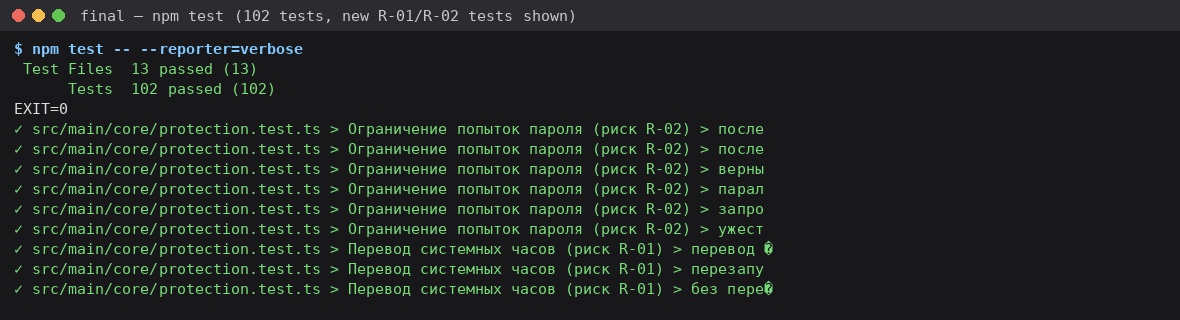 final — npm test (102 tests, new R-01/R-02 tests shown)
$ npm test -- --reporter=verbose
Test Files  13 passed (13)
Tests  102 passed (102)
EXIT=0
✓ src/main/core/protection.test.ts > Ограничение попыток пароля (риск R-02) > после
✓ src/main/core/protection.test.ts > Ограничение попыток пароля (риск R-02) > после
✓ src/main/core/protection.test.ts > Ограничение попыток пароля (риск R-02) > верны
✓ src/main/core/protection.test.ts > Ограничение попыток пароля (риск R-02) > парал
✓ src/main/core/protection.test.ts > Ограничение попыток пароля (риск R-02) > запро
✓ src/main/core/protection.test.ts > Ограничение попыток пароля (риск R-02) > ужест
✓ src/main/core/protection.test.ts > Перевод системных часов (риск R-01) > перевод �
✓ src/main/core/protection.test.ts > Перевод системных часов (риск R-01) > перезапу
✓ src/main/core/protection.test.ts > Перевод системных часов (риск R-01) > без пере�